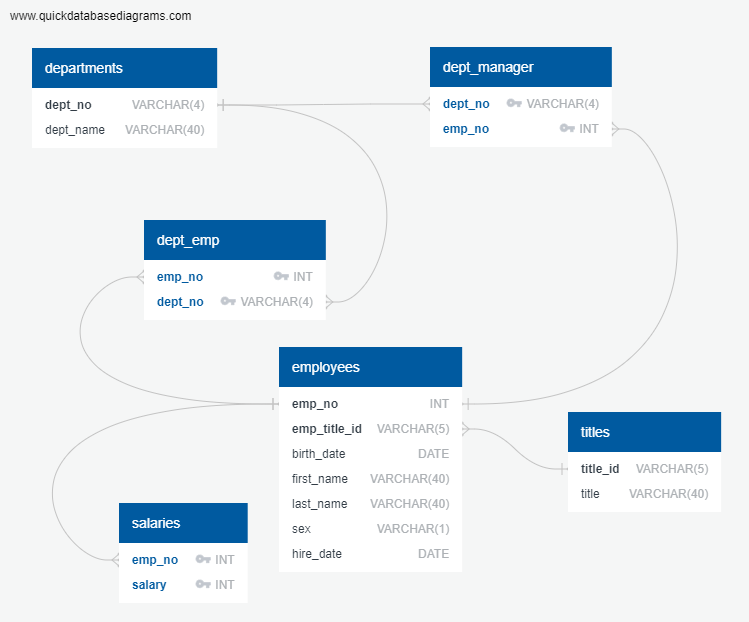 www.quickdatabasediagrams.com
departments
dept_no VARCHAR(4)
dept_name VARCHAR(40)
dept_manager
dept_no VARCHAR(4)
emp_no INT
dept_emp
emp_no INT
dept_no VARCHAR(4)
employees
emp_no INT
emp_title_id VARCHAR(5)
birth_date DATE
first_name VARCHAR(40)
last_name VARCHAR(40)
sex VARCHAR(1)
hire_date DATE
titles
title_id VARCHAR(5)
title VARCHAR(40)
salaries
emp_no INT
salary INT